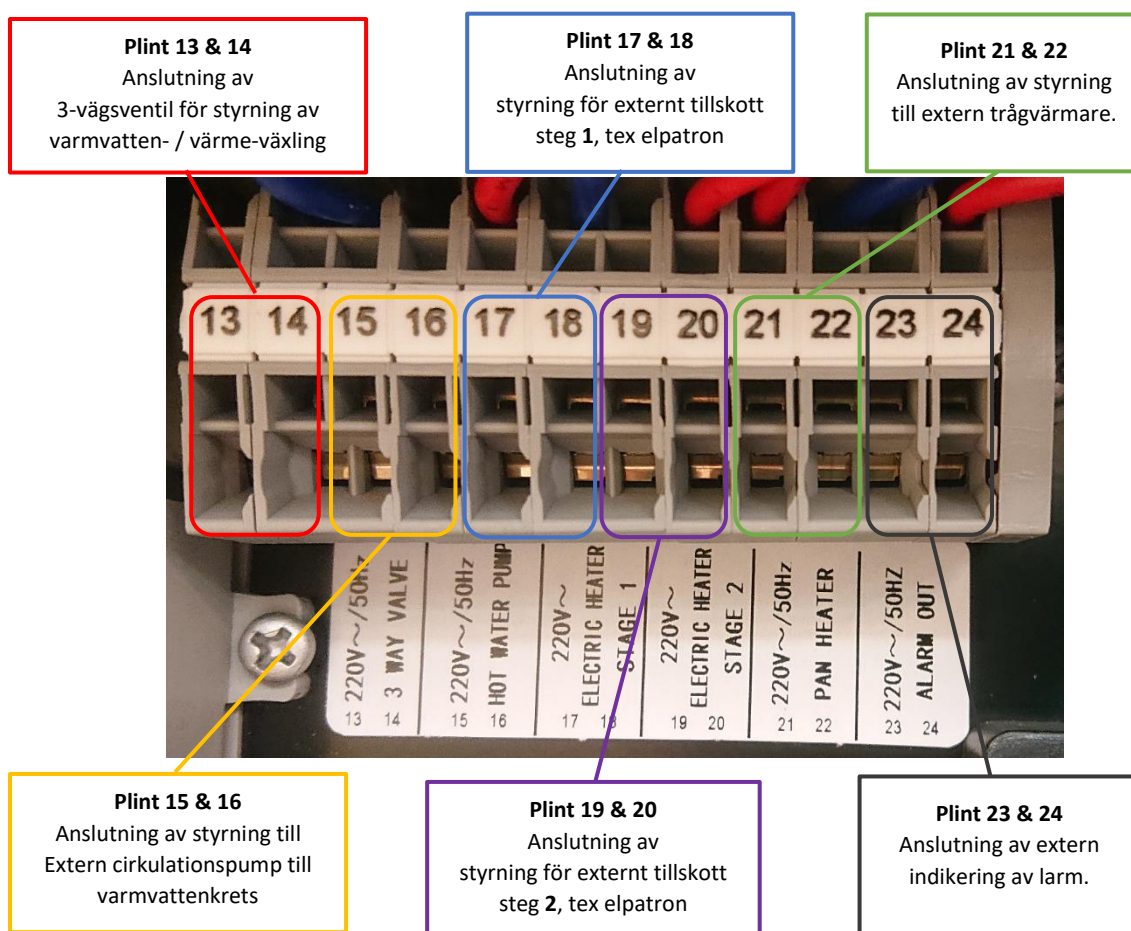 Plint 13 & 14
Anslutning av
3-vägsventil för styrning av
varmvatten- / värme-växling
Plint 17 & 18
Anslutning av
styrning för externt tillskott
steg 1, tex elpatron
Plint 21 & 22
Anslutning av styrning
till extern trågvärmare.
13 14 15 16 17 18 19 20 21 22 23 24
220V～/50Hz
3 WAY VALVE
13 14
220V～/50Hz
HOT WATER PUMP
15 16
220V～
ELECTRIC HEATER
STAGE 1
17 18
220V～
ELECTRIC HEATER
STAGE 2
19 20
220V～/50Hz
PAN HEATER
21 22
220V～/50HZ
ALARM OUT
23 24
Plint 15 & 16
Anslutning av styrning till
Extern cirkulationspump till
varmvattenkrets
Plint 19 & 20
Anslutning av
styrning för externt tillskott
steg 2, tex elpatron
Plint 23 & 24
Anslutning av extern
indikering av larm.